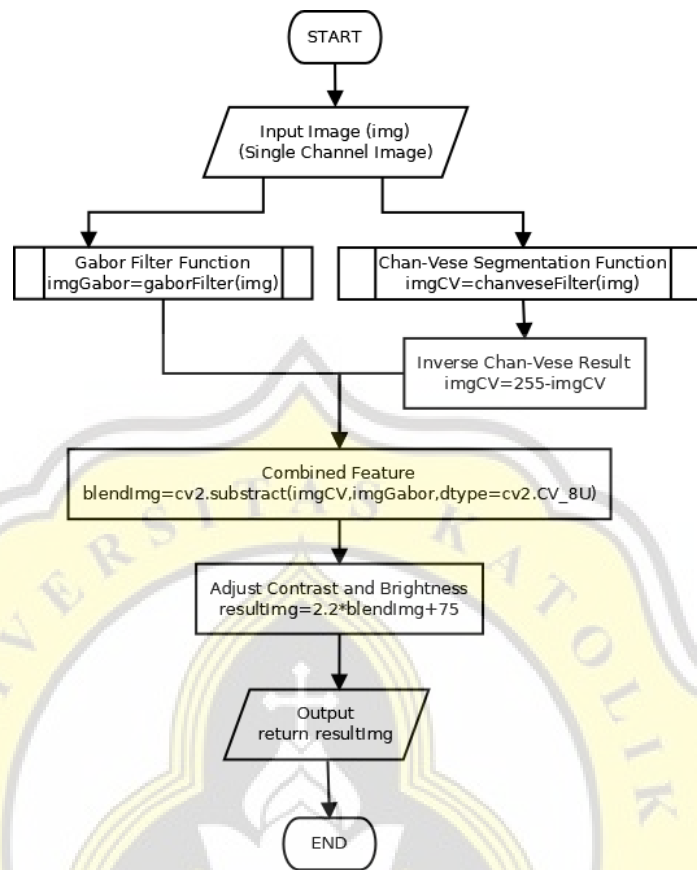 START
Input Image (img)
(Single Channel Image)
Gabor Filter Function
imgGabor=gaborFilter(img)
Chan-Vese Segmentation Function
imgCV=chanveseFilter(img)
Inverse Chan-Vese Result
imgCV=255-imgCV
Combined Feature
blendImg=cv2.substract(imgCV,imgGabor,dtype=cv2.CV_8U)
Adjust Contrast and Brightness
resultImg=2.2*blendImg+75
Output
return resultImg
END
IVERSITAS KATOLIK